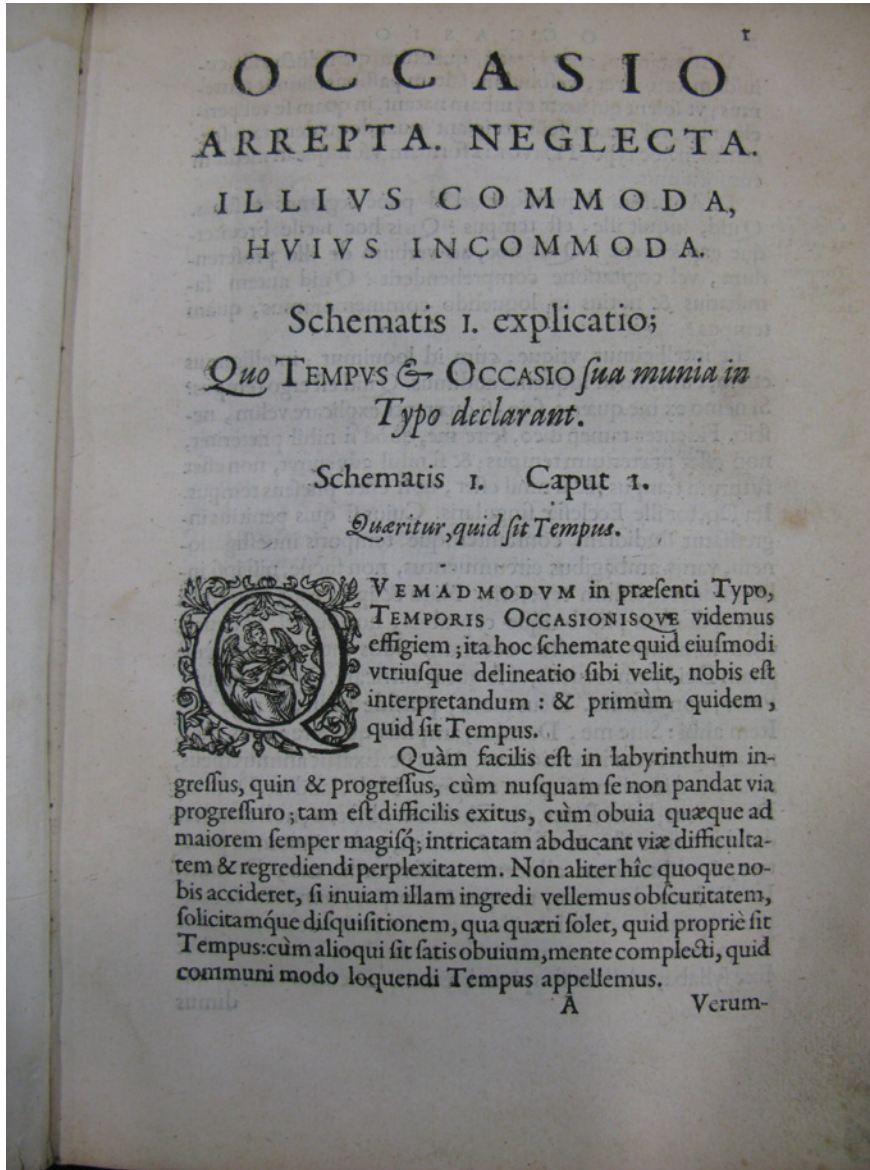 1
OCCASIO
ARREPTA. NEGLECTA.
ILLIVS COMMODA,
HVIVS INCOMMODA.
Schematis 1. explicatio;
Quo TEMPVS & OCCASIO ſua munia in
Typo declarant.
Schematis 1. Caput 1.
Quæritur, quid ſit Tempus.
QVEMADMODVM in præſenti Typo,
TEMPORIS OCCASIONISQVE videmus
effigiem; ita hoc ſchemate quid eiuſmodi
vtriuſque delineatio ſibi velit, nobis eſt
interpretandum: & primùm quidem,
quid ſit Tempus.
Quàm facilis eſt in labyrinthum in-
greſſus, quin & progreſſus, cùm nuſquam ſe non pandat via
progreſſuro; tam eſt difficilis exitus, cùm obuia quæque ad
maiorem ſemper magiſq́; intricatam abducant viæ difficulta-
tem & regrediendi perplexitatem. Non aliter hîc quoque no-
bis accideret, ſi inuiam illam ingredi vellemus obſcuritatem,
ſolicitamq́ue diſquiſitionem, qua quæri ſolet, quid propriè ſit
Tempus: cùm alioqui ſit ſatis obuium, mente complecti, quid
communi modo loquendi Tempus appellemus.
A Verum-